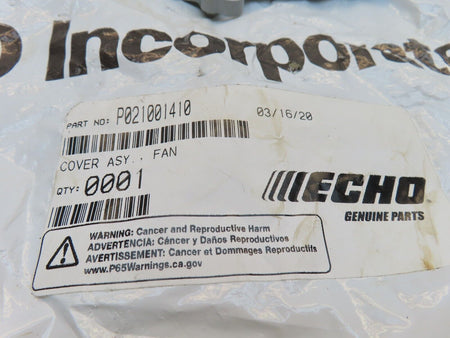 O Incorporate
PART NO: P021001410
03/16/20
COVER ASY., FAN
QTY: 0001
ECHO
GENUINE PARTS
WARNING: Cancer and Reproductive Harm
ADVERTENCIA: Cáncer y Daños Reproductivos
AVERTISSEMENT: Cancer et Dommages Reproductifs
www.P65Warnings.ca.gov